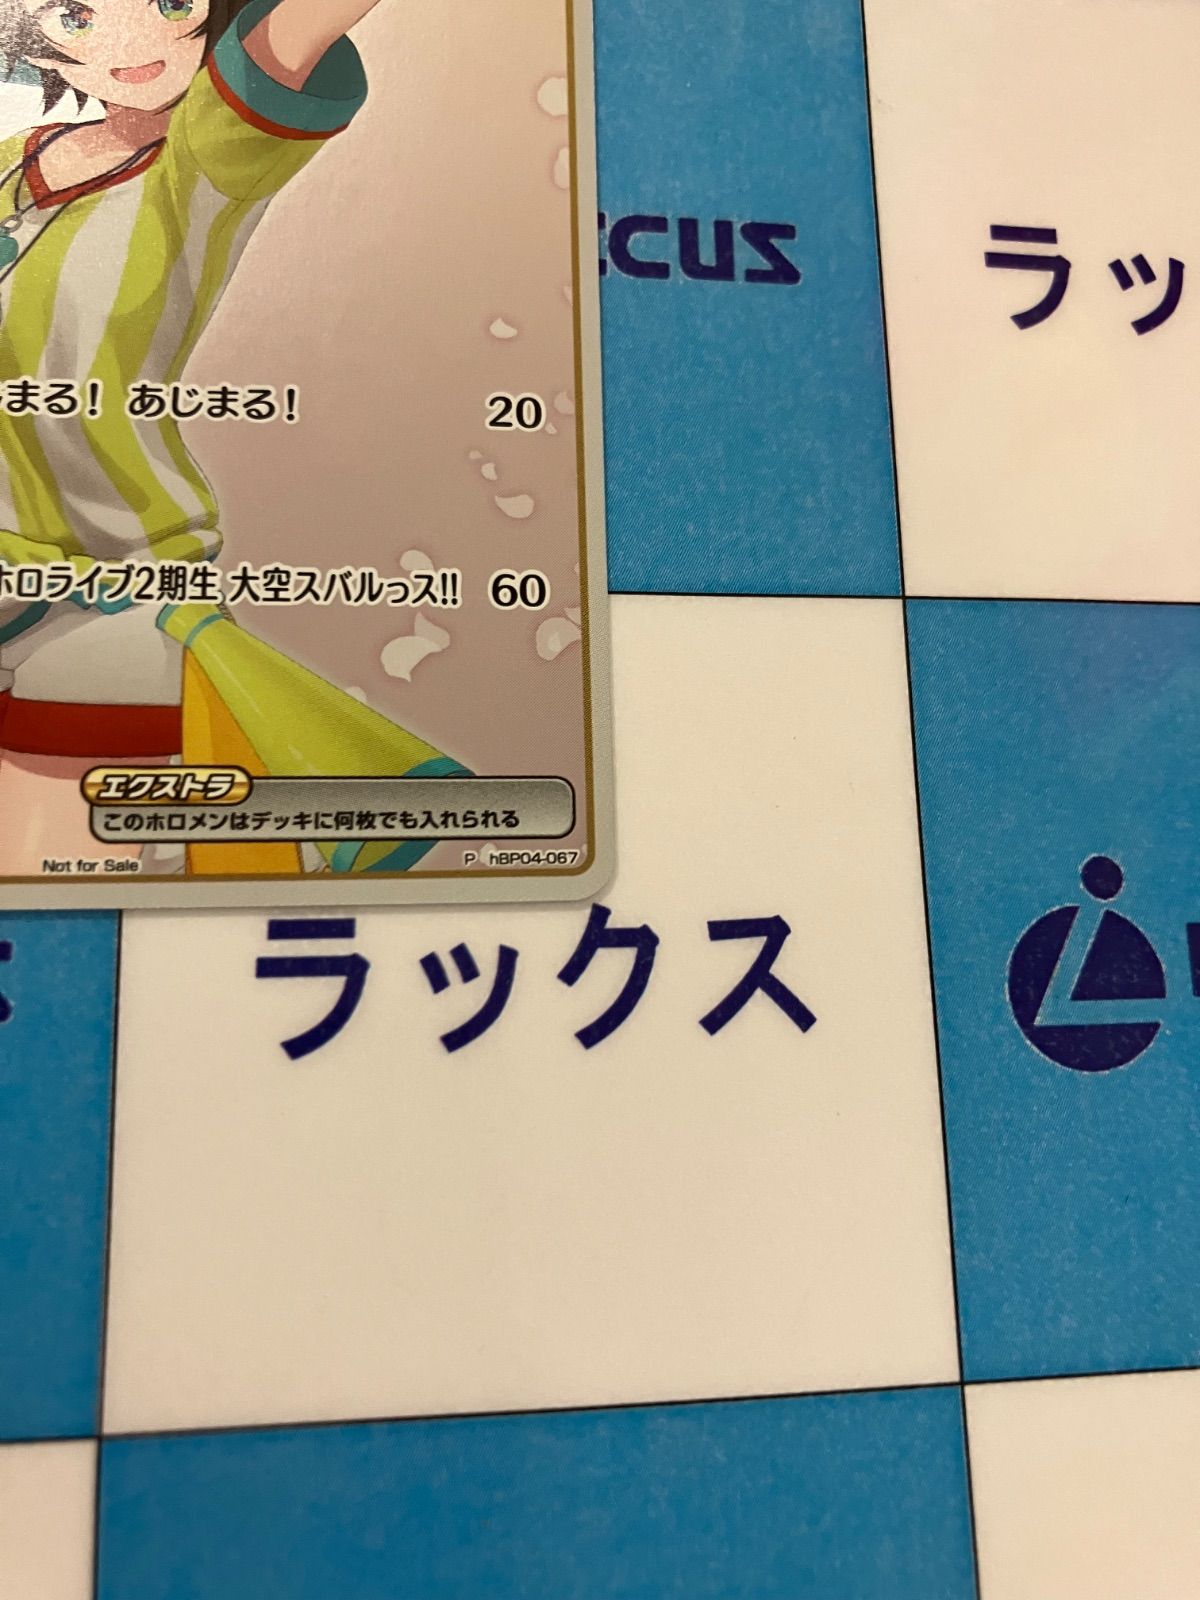 cus
ラッ
まる! あじまる! 20
ホロライブ2期生 大空スバルっス!! 60
エクストラ
このホロメンはデッキに何枚でも入れられる
Not for Sale P hBP04-067
ラックス